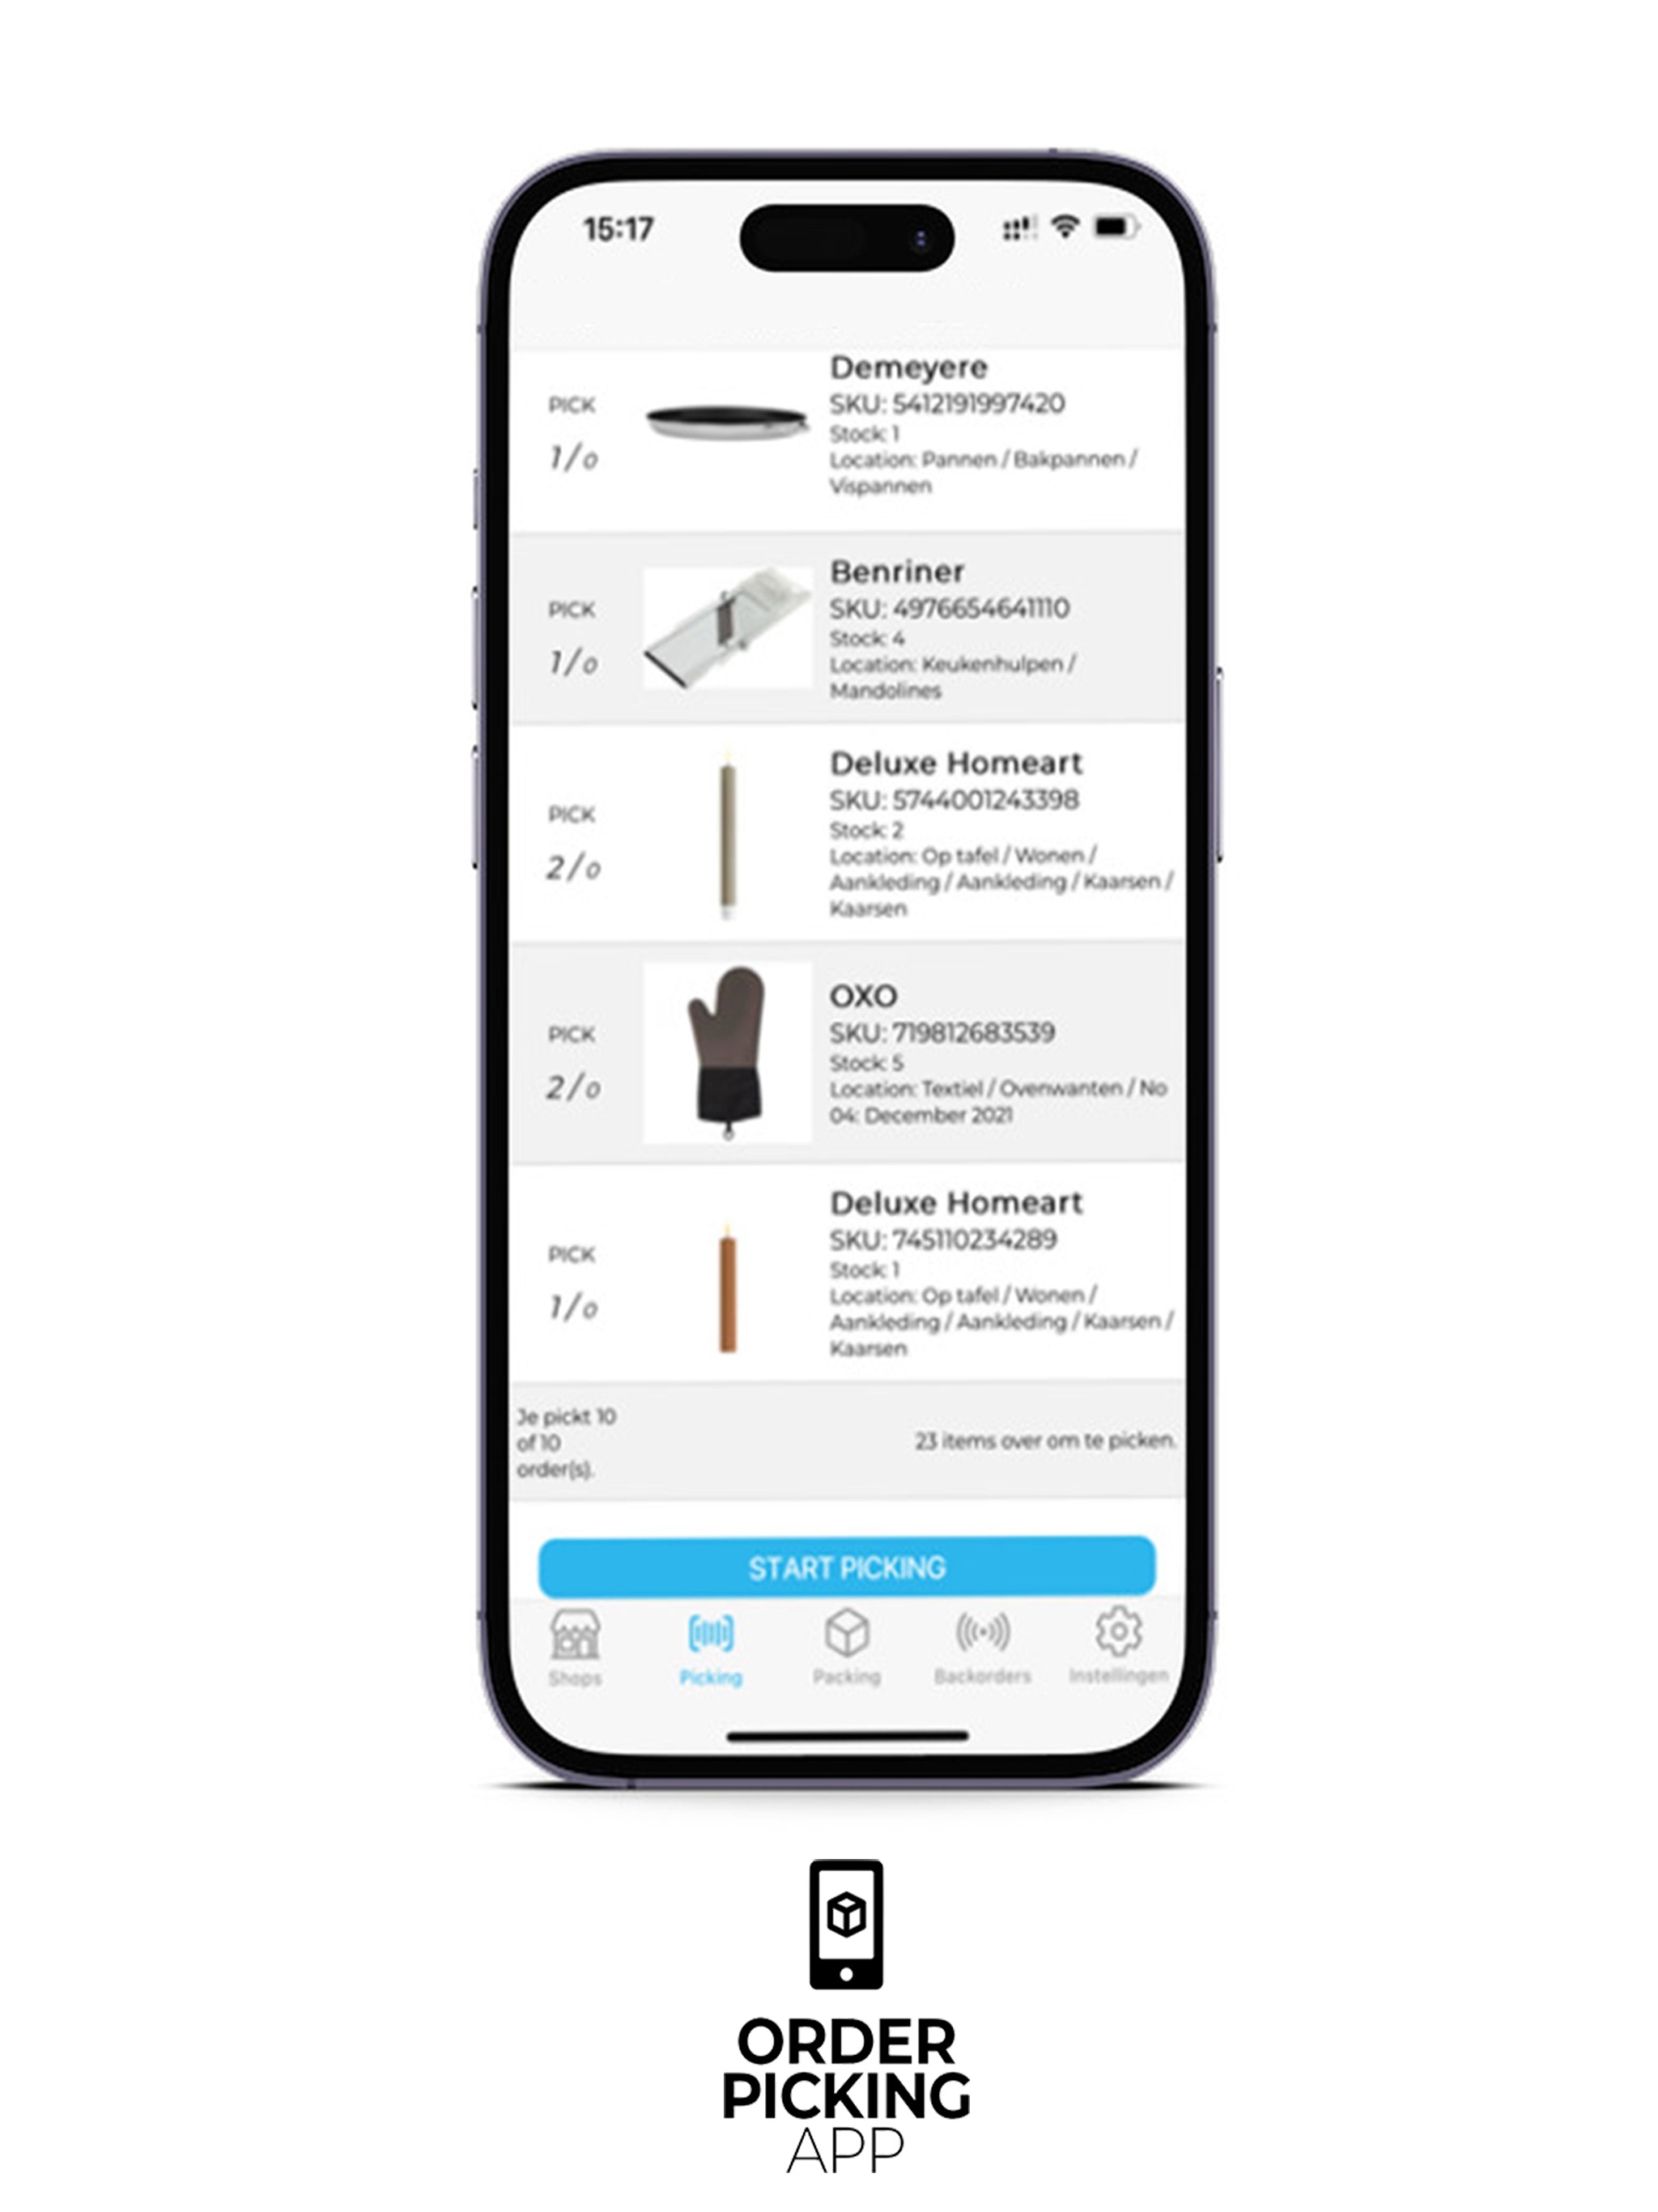 15:17
Demeyere
PICK
SKU: 5412191997420
Stock: 1
1/0
Location: Pannen / Bakpannen /
Vispannen
Benriner
PICK
SKU: 4976654641110
Stock: 4
1/0
Location: Keukenhulpen /
Mandolines
Deluxe Homeart
SKU: 5744001243398
PICK
Stock: 2
2/0
Location: Op tafel / Wonen /
Aankleding / Aankleding / Kaarsen /
Kaarsen
OXO
PICK
SKU: 719812683539
Stock: 5
2/0
Location: Textiel / Ovenwanten / No
04: December 2021
Deluxe Homeart
SKU: 745110234289
PICK
Stock: 1
1/0
Location: Op tafel / Wonen /
Aankleding / Aankleding / Kaarsen /
Kaarsen
Je pickt 10
of 10
order(s).
23 items over om te picken.
START PICKING
Shops Picking Packing Backorders Instellingen
ORDER
PICKING
APP